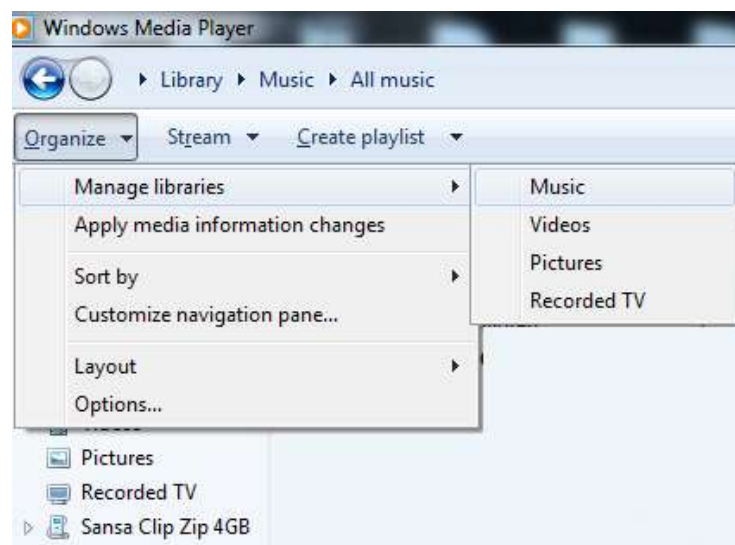 Windows Media Player
Library Music All music
Organize Stream Create playlist
Manage libraries
Apply media information changes
Sort by
Customize navigation pane...
Layout
Options...
Music
Videos
Pictures
Recorded TV
Pictures
Recorded TV
Sansa Clip Zip 4GB